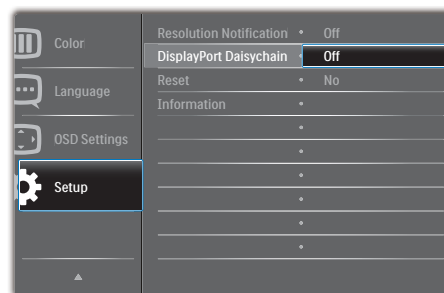 Color
Language
OSD Settings
Setup
Resolution Notification • Off
DisplayPort Daisychain • Off
Reset • No
Information •